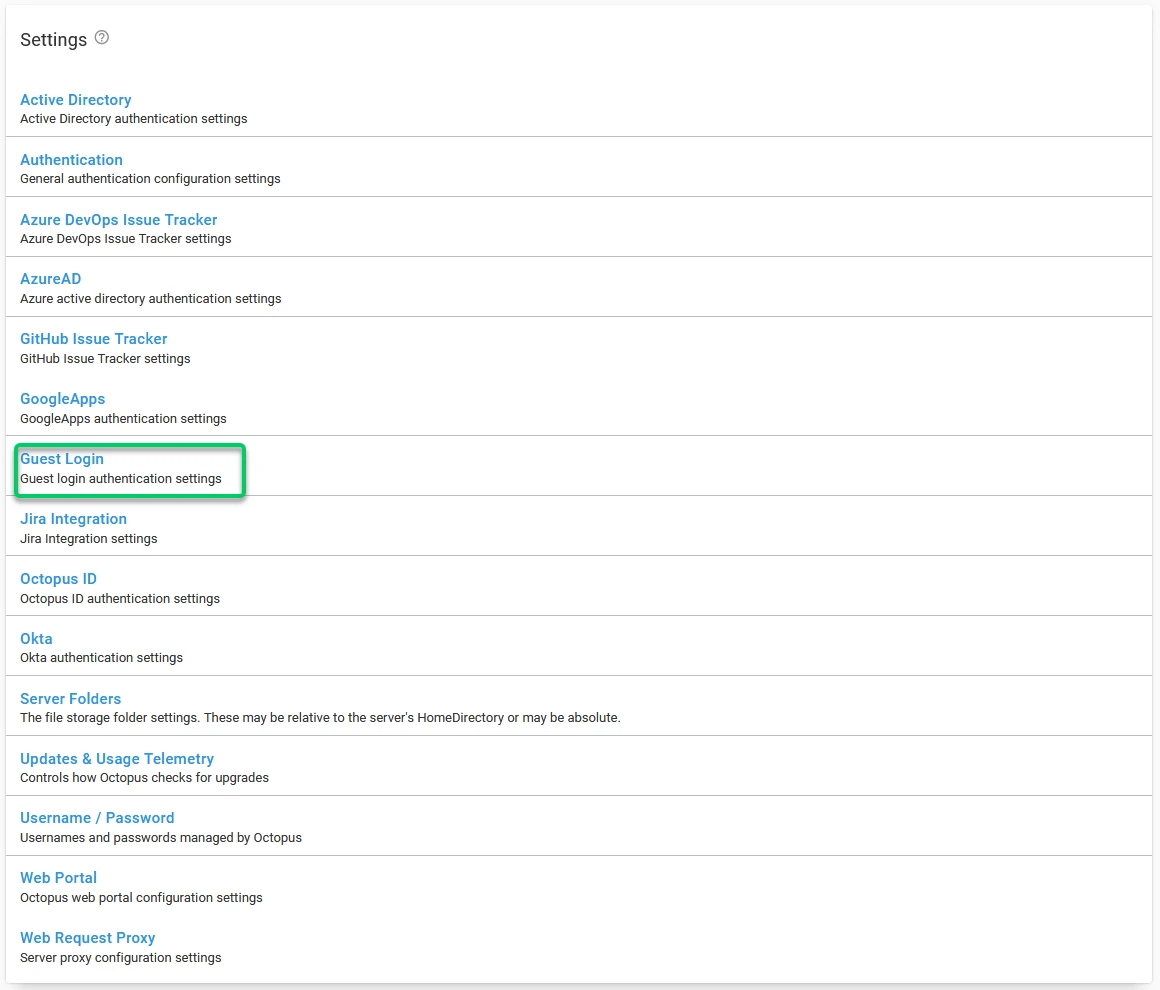 Settings
Active Directory
Active Directory authentication settings
Authentication
General authentication configuration settings
Azure DevOps Issue Tracker
Azure DevOps Issue Tracker settings
AzureAD
Azure active directory authentication settings
GitHub Issue Tracker
GitHub Issue Tracker settings
GoogleApps
GoogleApps authentication settings
Guest Login
Guest login authentication settings
Jira Integration
Jira Integration settings
Octopus ID
Octopus ID authentication settings
Okta
Okta authentication settings
Server Folders
The file storage folder settings. These may be relative to the server's HomeDirectory or may be absolute.
Updates & Usage Telemetry
Controls how Octopus checks for upgrades
Username / Password
Usernames and passwords managed by Octopus
Web Portal
Octopus web portal configuration settings
Web Request Proxy
Server proxy configuration settings